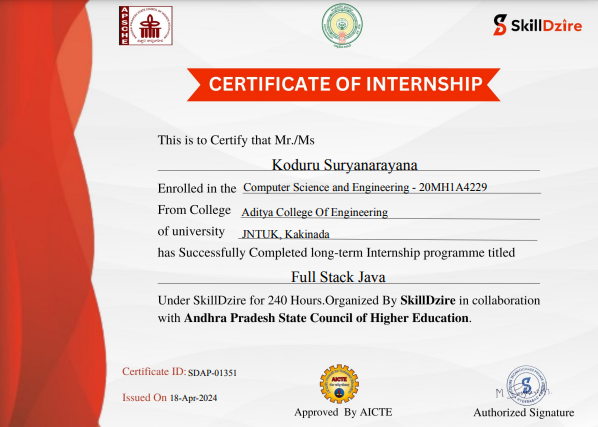 APSCHE
SkillDzire
CERTIFICATE OF INTERNSHIP
This is to Certify that Mr./Ms
Koduru Suryanarayana
Enrolled in the Computer Science and Engineering - 20MH1A4229
From College Aditya College Of Engineering
of university JNTUK, Kakinada
has Successfully Completed long-term Internship programme titled
Full Stack Java
Under SkillDzire for 240 Hours.Organized By SkillDzire in collaboration
with Andhra Pradesh State Council of Higher Education.
Certificate ID: SDAP-01351
Issued On 18-Apr-2024
AICTE
Approved By AICTE
Authorized Signature